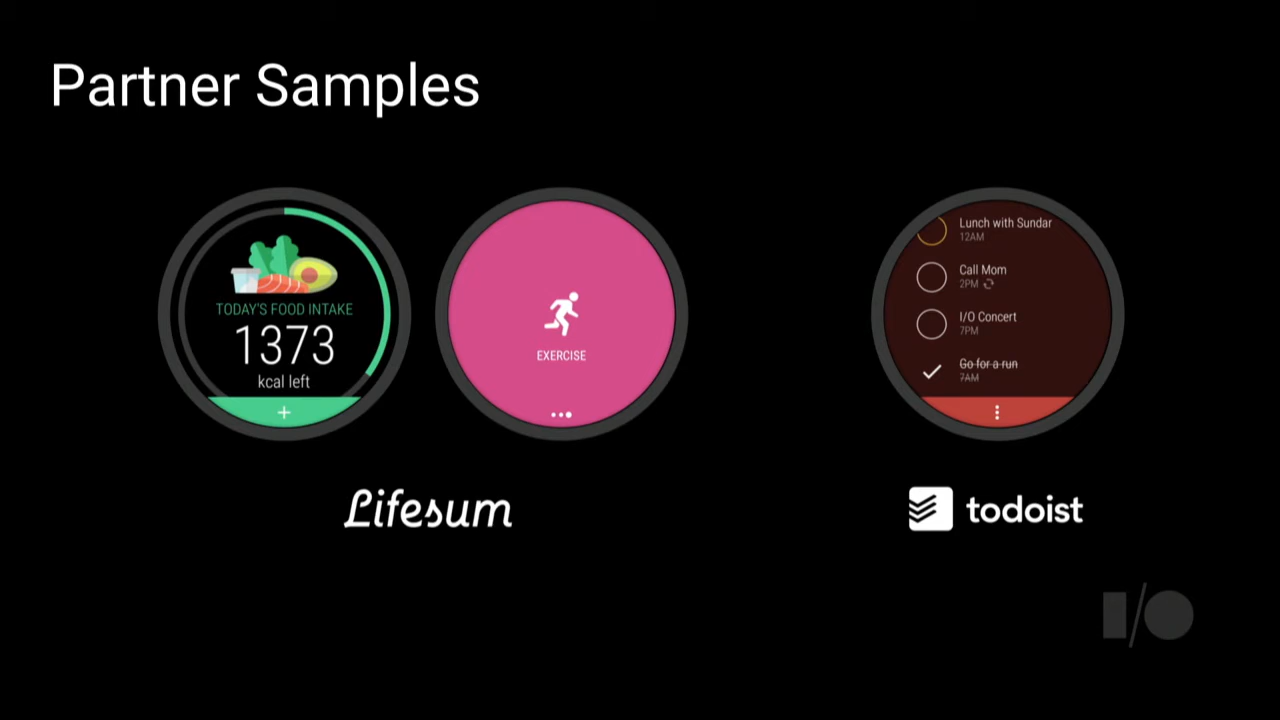 Partner Samples
TODAY'S FOOD INTAKE
1373
kcal left
+
EXERCISE
Lunch with Sundar
12AM
Call Mom
2PM
I/O Concert
7PM
Go for a run
7AM
Lifesum
todoist
I/O